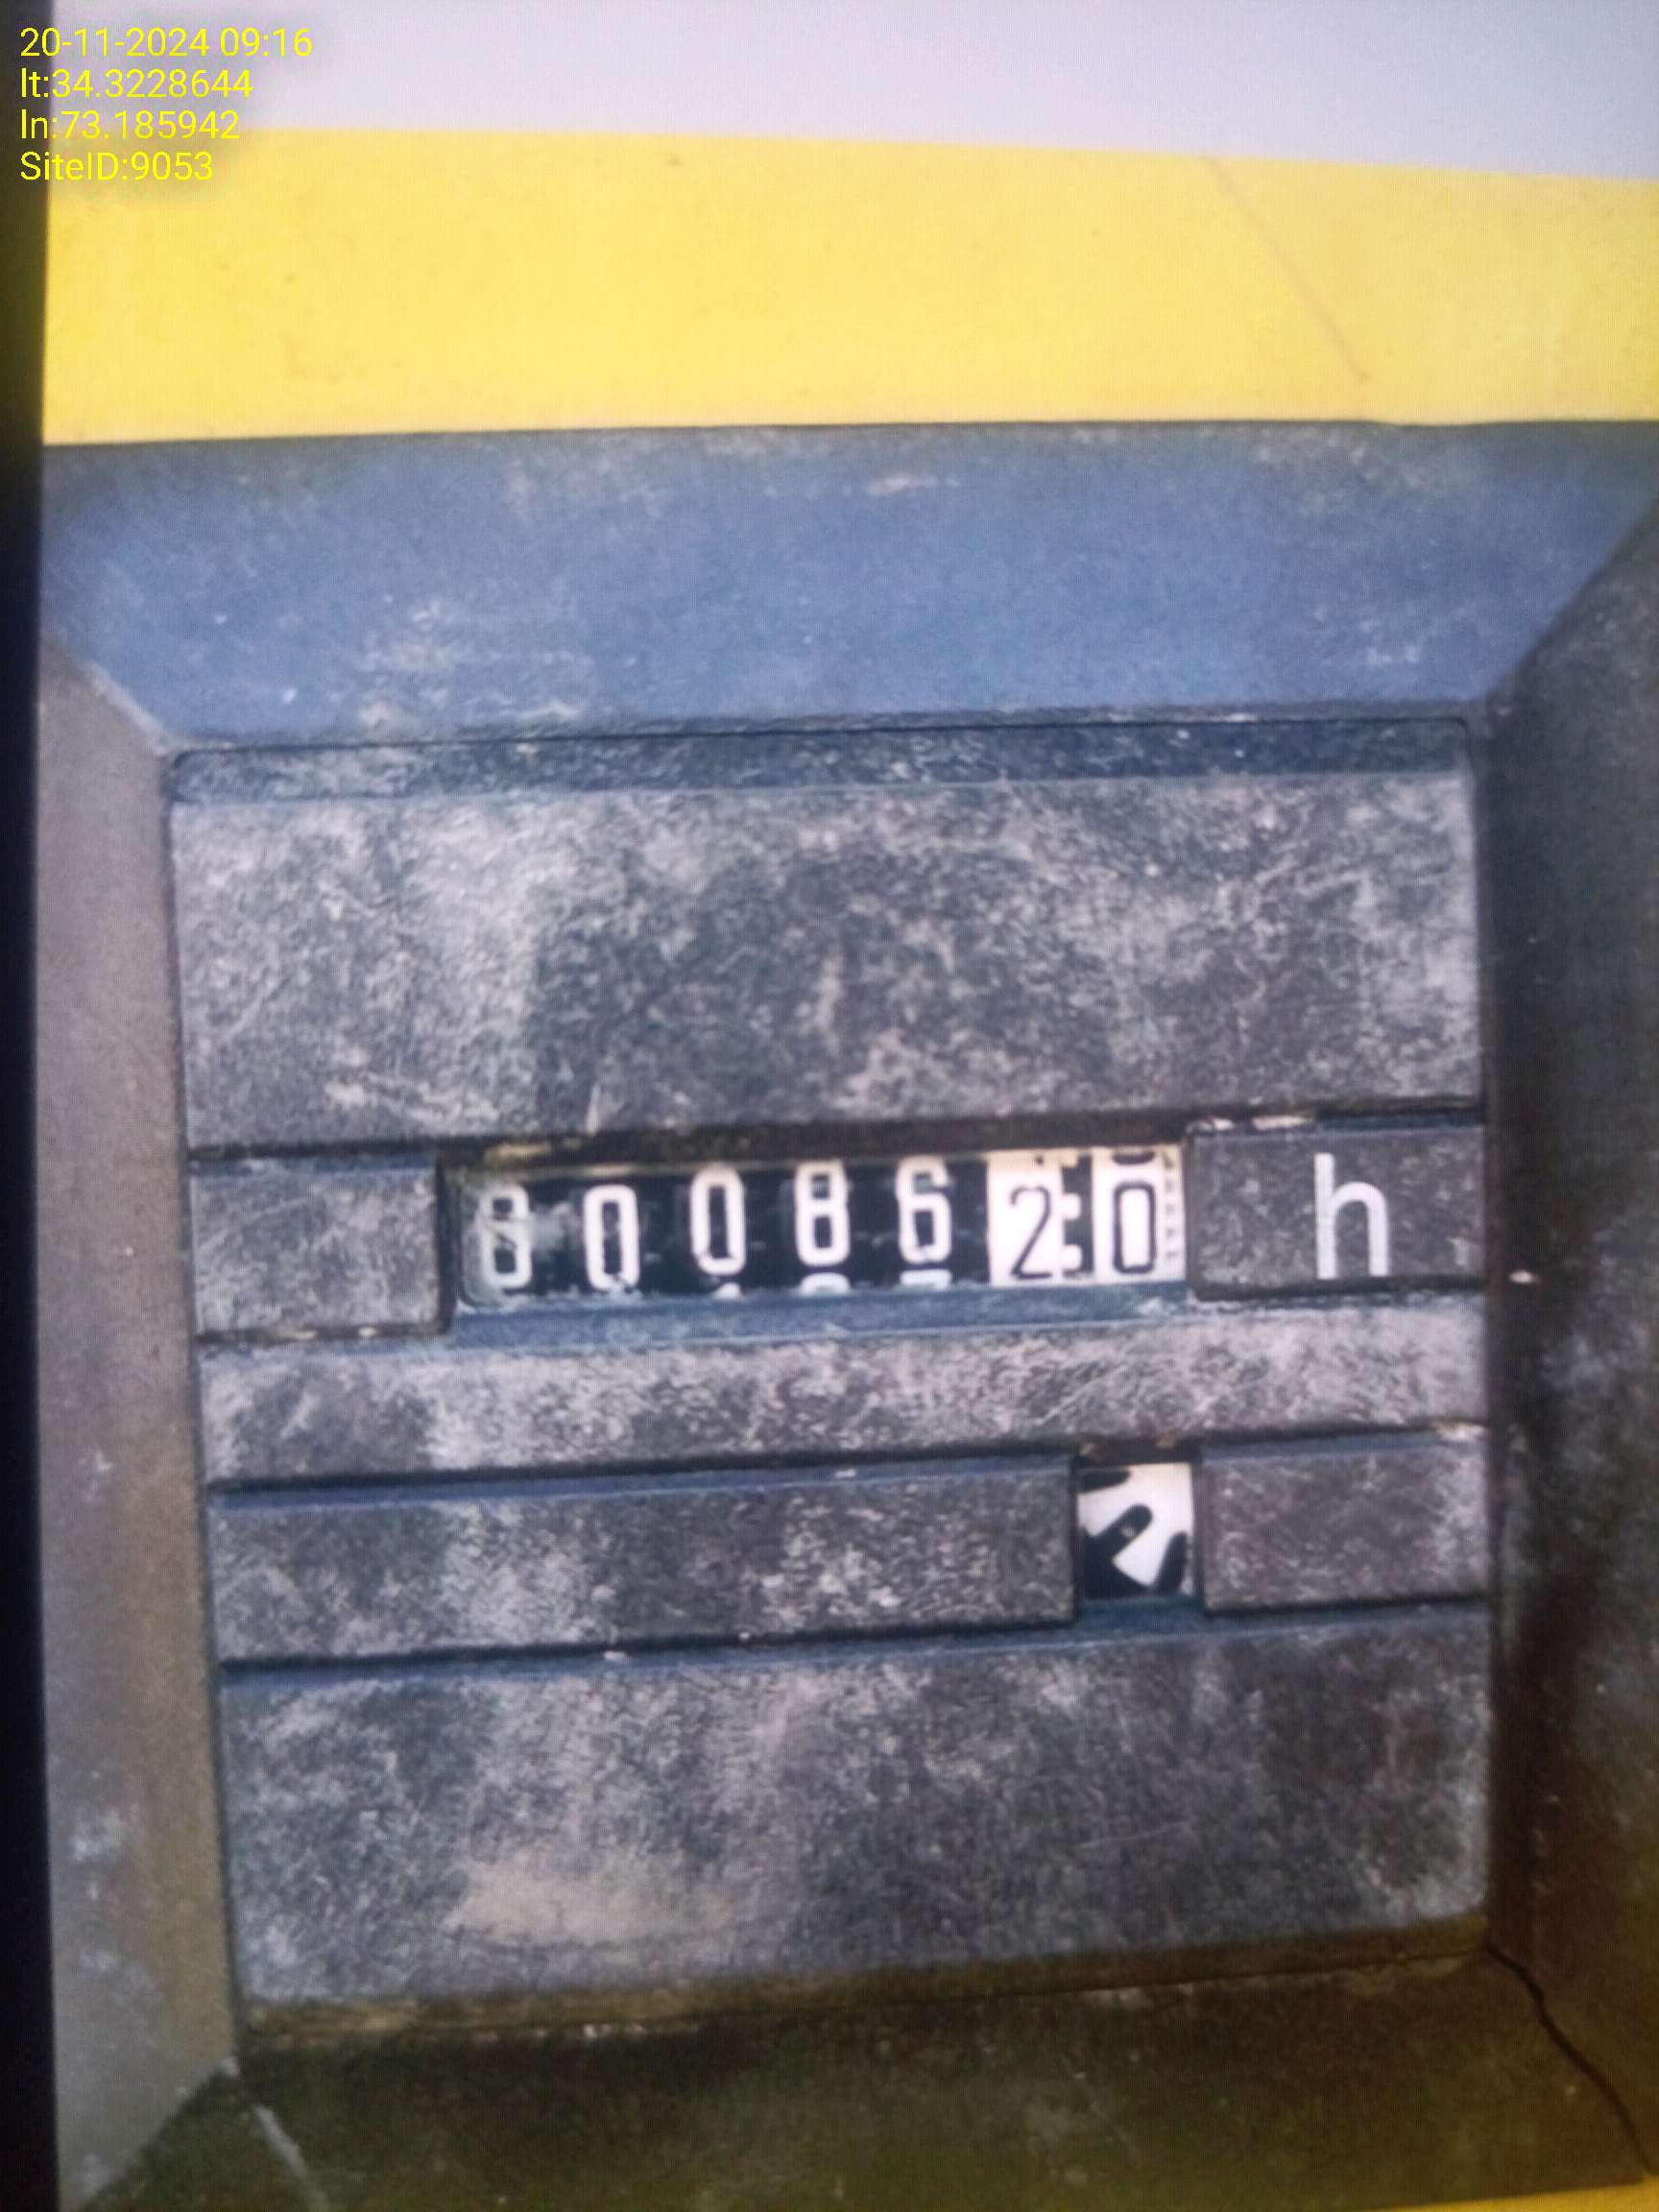 20-11-2024 09:16
lt:34.3228644
ln:73.185942
SiteID:9053
0008620 h